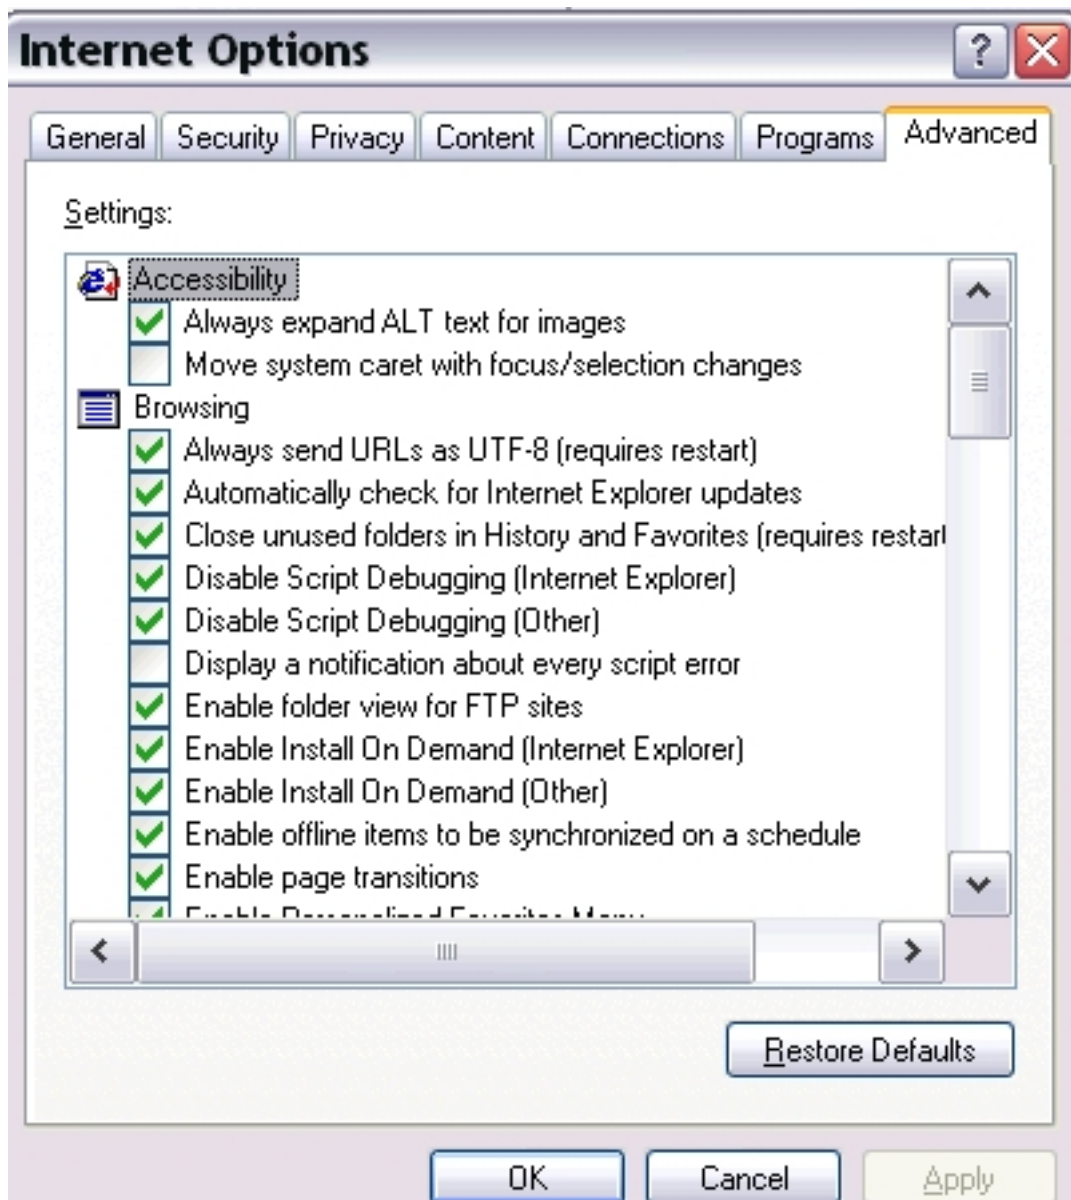 Internet Options
General Security Privacy Content Connections Programs Advanced
Settings:
Accessibility
Always expand ALT text for images
Move system caret with focus/selection changes
Browsing
Always send URLs as UTF-8 (requires restart)
Automatically check for Internet Explorer updates
Close unused folders in History and Favorites (requires restart
Disable Script Debugging (Internet Explorer)
Disable Script Debugging (Other)
Display a notification about every script error
Enable folder view for FTP sites
Enable Install On Demand (Internet Explorer)
Enable Install On Demand (Other)
Enable offline items to be synchronized on a schedule
Enable page transitions
Enable Personalized Favorites Menu
Restore Defaults
OK Cancel Apply